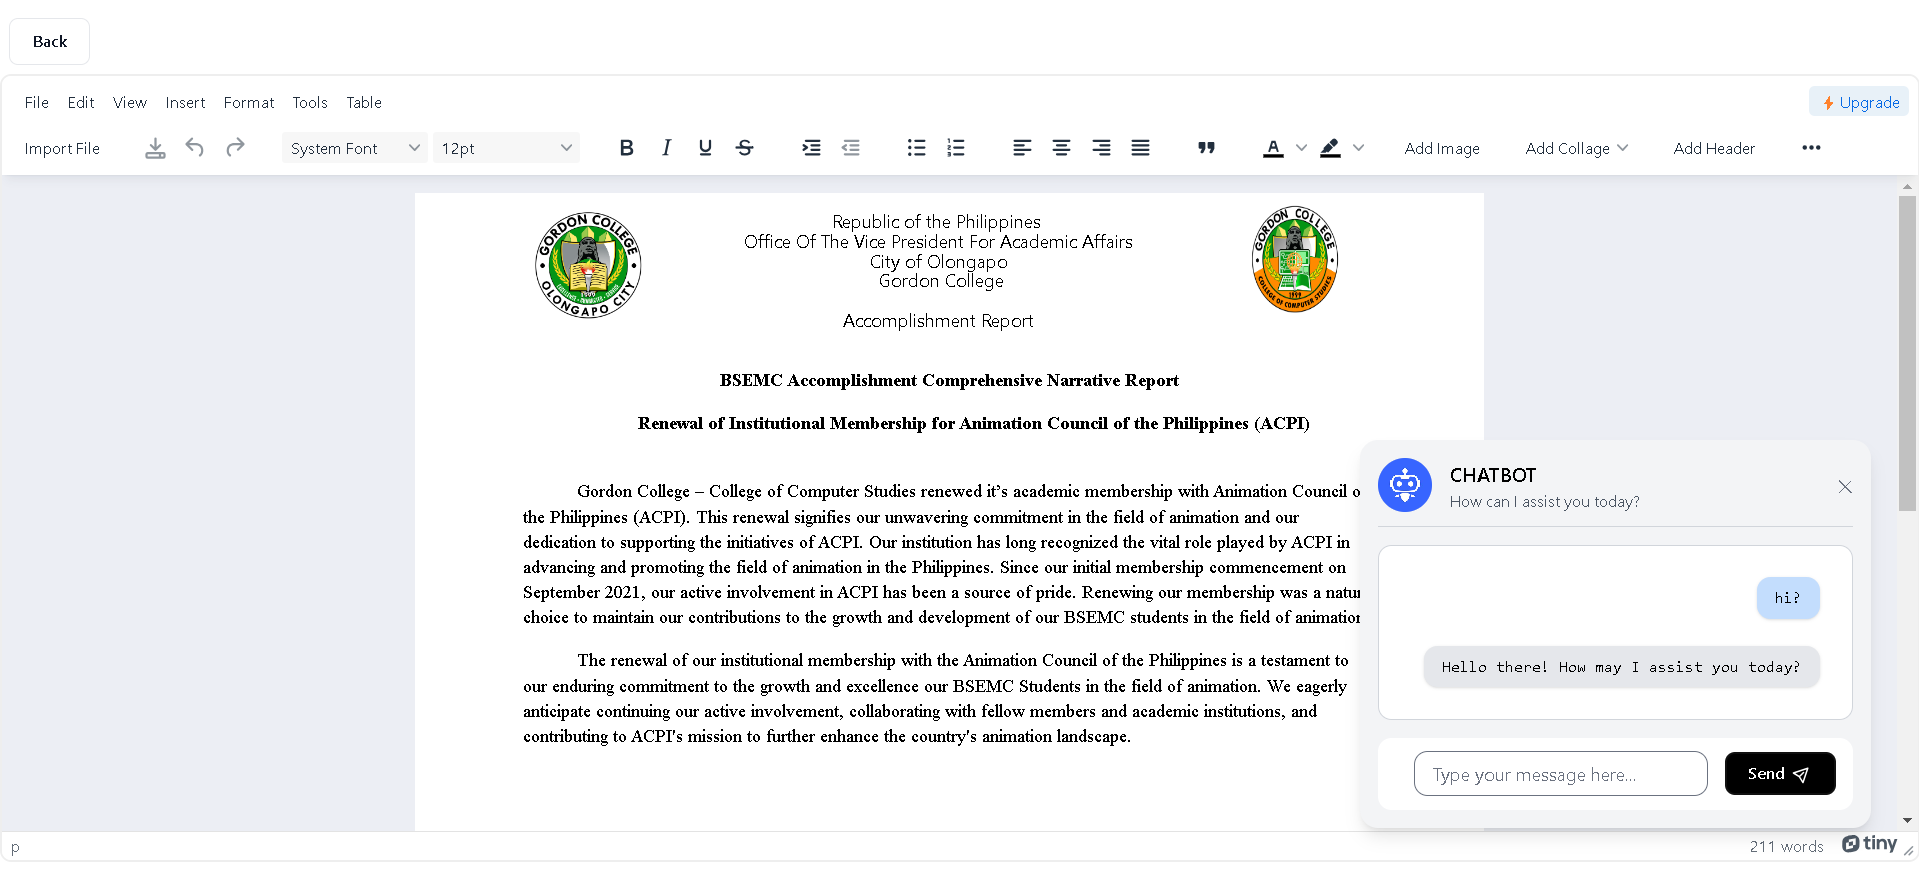 Back
File Edit View Insert Format Tools Table
Upgrade
Import File
System Font
12pt
B I U S
A
Add Image
Add Collage
Add Header
GORDON COLLEGE
OLONGAPO CITY
Republic of the Philippines
Office Of The Vice President For Academic Affairs
City of Olongapo
Gordon College
Accomplishment Report
GORDON COLLEGE
1999
COLLEGE OF COMPUTER STUDIES
BSEMC Accomplishment Comprehensive Narrative Report
Renewal of Institutional Membership for Animation Council of the Philippines (ACPI)
Gordon College – College of Computer Studies renewed it’s academic membership with Animation Council o
the Philippines (ACPI). This renewal signifies our unwavering commitment in the field of animation and our
dedication to supporting the initiatives of ACPI. Our institution has long recognized the vital role played by ACPI in
advancing and promoting the field of animation in the Philippines. Since our initial membership commencement on
September 2021, our active involvement in ACPI has been a source of pride. Renewing our membership was a natur
choice to maintain our contributions to the growth and development of our BSEMC students in the field of animation
The renewal of our institutional membership with the Animation Council of the Philippines is a testament to
our enduring commitment to the growth and excellence our BSEMC Students in the field of animation. We eagerly
anticipate continuing our active involvement, collaborating with fellow members and academic institutions, and
contributing to ACPI's mission to further enhance the country's animation landscape.
CHATBOT
How can I assist you today?
hi?
Hello there! How may I assist you today?
Type your message here...
Send
p
211 words
tiny